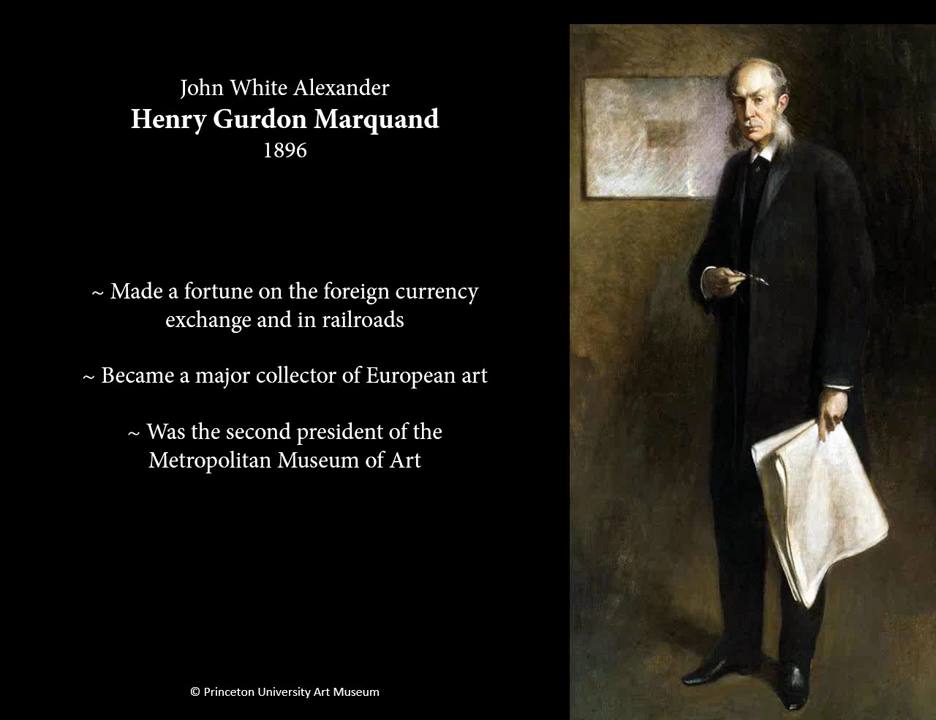 John White Alexander
Henry Gurdon Marquand
1896
~ Made a fortune on the foreign currency
exchange and in railroads
~ Became a major collector of European art
~ Was the second president of the
Metropolitan Museum of Art
© Princeton University Art Museum